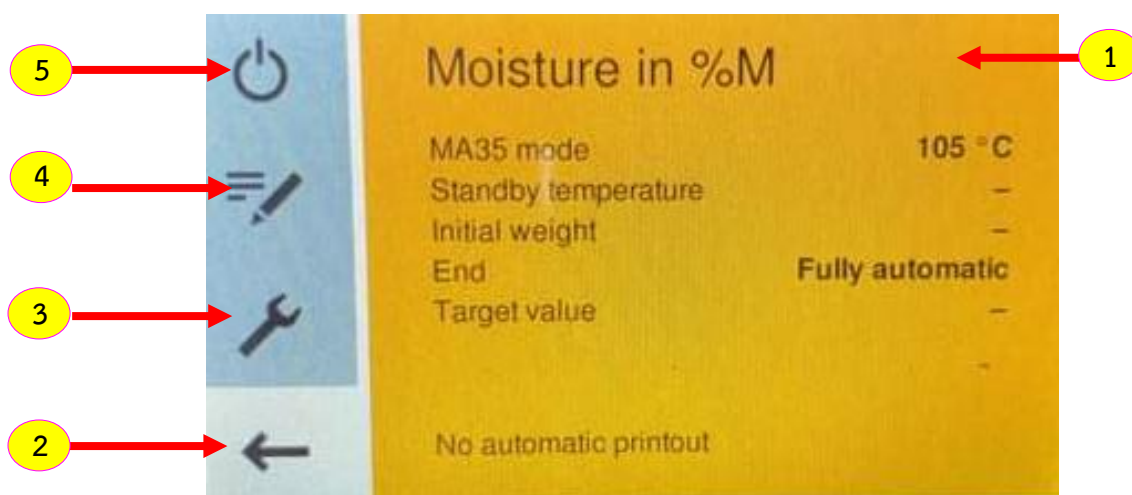 5
Moisture in %M
1
MA35 mode 105 °C
4
Standby temperature –
Initial weight –
End Fully automatic
3
Target value –
-
2
No automatic printout